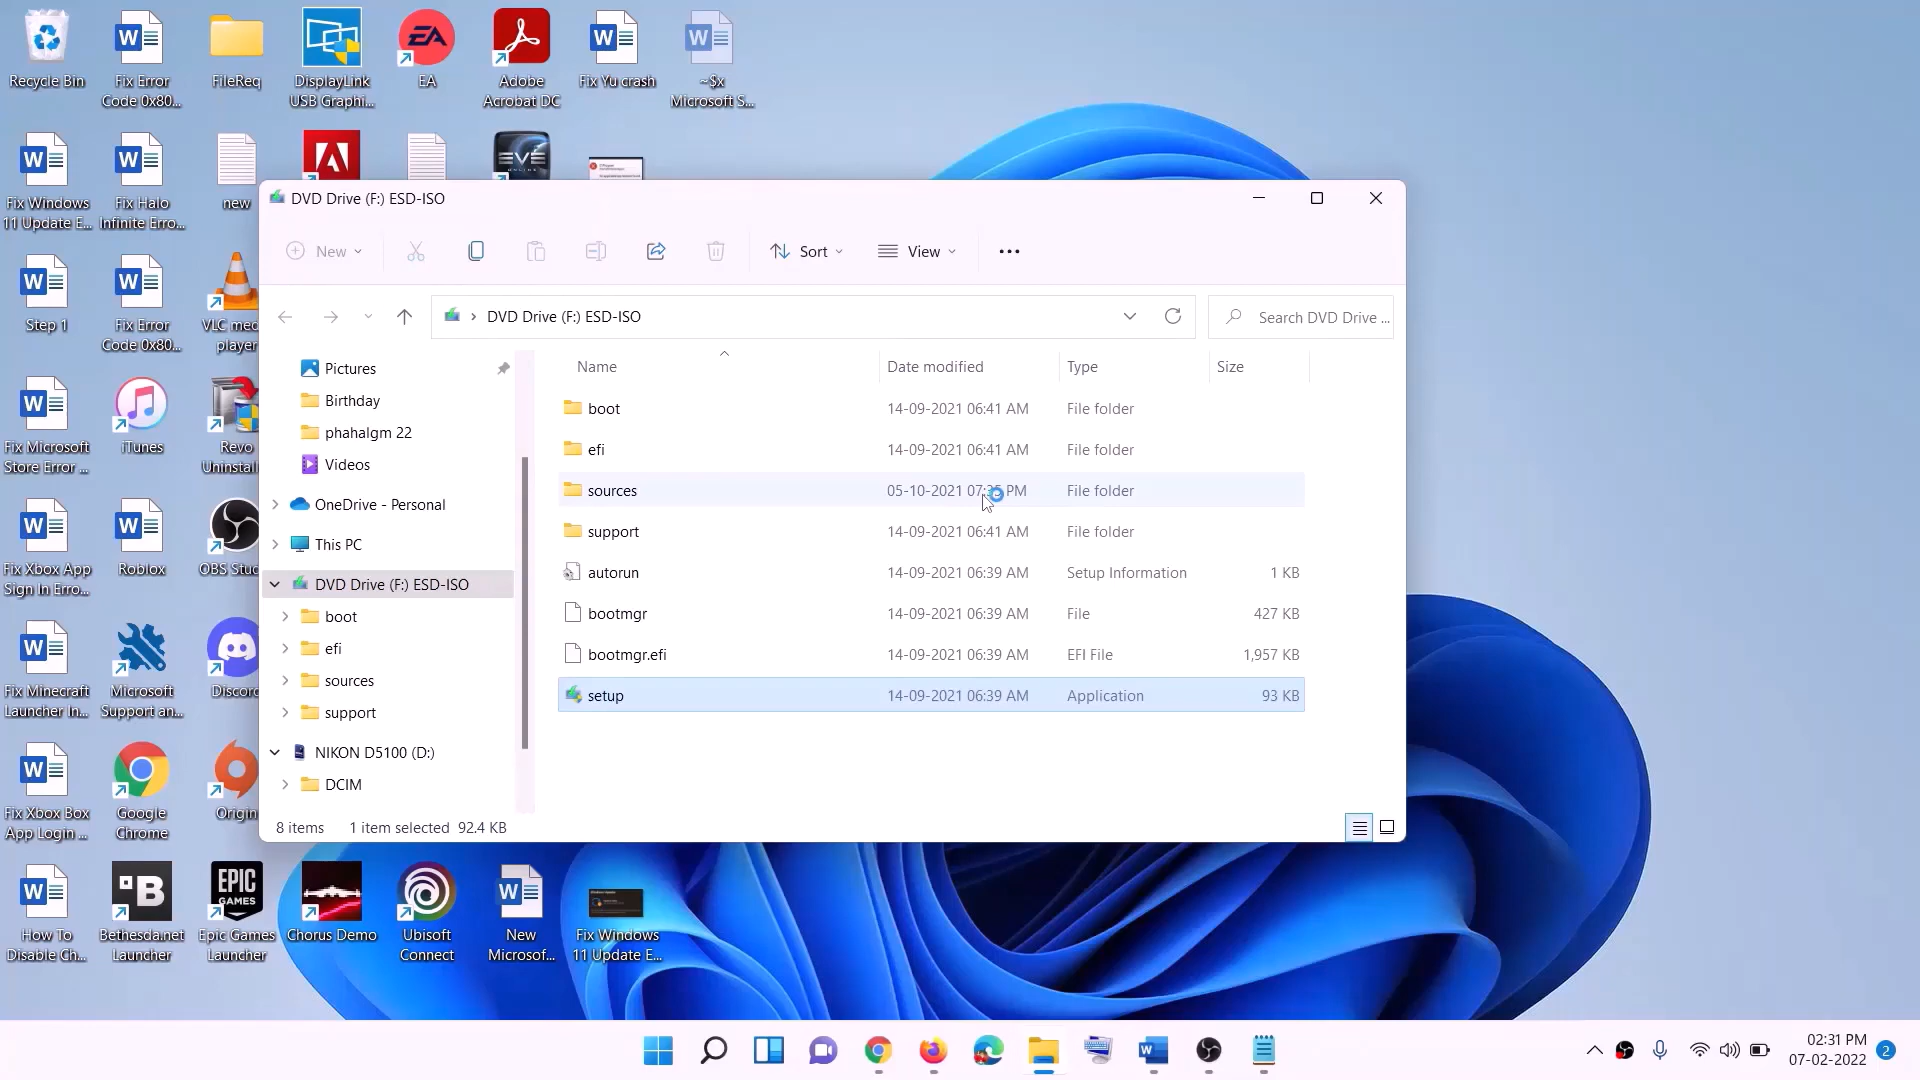 Recycle Bin
Fix Error
Code 0x80...
FileReq
DisplayLink
USB Graphi...
EA
EA
Adobe
Acrobat DC
Fix Yu crash
~$x
Microsoft S...
Fix Windows
11 Update E...
Fix Halo
Infinite Erro...
new
EVE
ONLINE
Step 1
Fix Error
Code 0x80...
VLC med
player
Fix Microsoft
Store Error ...
iTunes
Revo
Uninstall
Fix Xbox App
Sign In Erro...
Roblox
OBS Stud
Fix Minecraft
Launcher In...
Microsoft
Support an...
Discord
Fix Xbox Box
App Login ...
Google
Chrome
Origin
How To
Disable Ch...
B
Bethesda.net
Launcher
EPIC
GAMES
Epic Games
Launcher
Chorus Demo
Ubisoft
Connect
New
Microsof...
Fix Windows
11 Update E...
DVD Drive (F:) ESD-ISO
New
Sort
View
DVD Drive (F:) ESD-ISO
Search DVD Drive ...
Pictures
Birthday
phahalgm 22
Videos
OneDrive - Personal
This PC
DVD Drive (F:) ESD-ISO
boot
efi
sources
support
NIKON D5100 (D:)
DCIM
Name Date modified Type Size
boot 14-09-2021 06:41 AM File folder
efi 14-09-2021 06:41 AM File folder
sources 05-10-2021 PM File folder
support 14-09-2021 06:41 AM File folder
autorun 14-09-2021 06:39 AM Setup Information 1 KB
bootmgr 14-09-2021 06:39 AM File 427 KB
bootmgr.efi 14-09-2021 06:39 AM EFI File 1,957 KB
setup 14-09-2021 06:39 AM Application 93 KB
8 items 1 item selected 92.4 KB
02:31 PM
07-02-2022
2